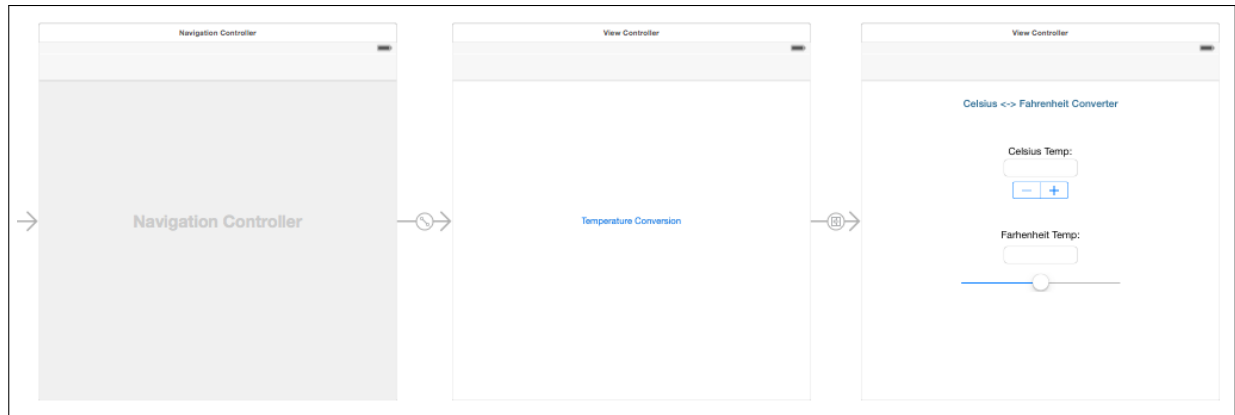 Navigation Controller
View Controller
View Controller
Celsius <-> Fahrenheit Converter
Celsius Temp:
− +
Navigation Controller
Temperature Conversion
Farhenheit Temp: